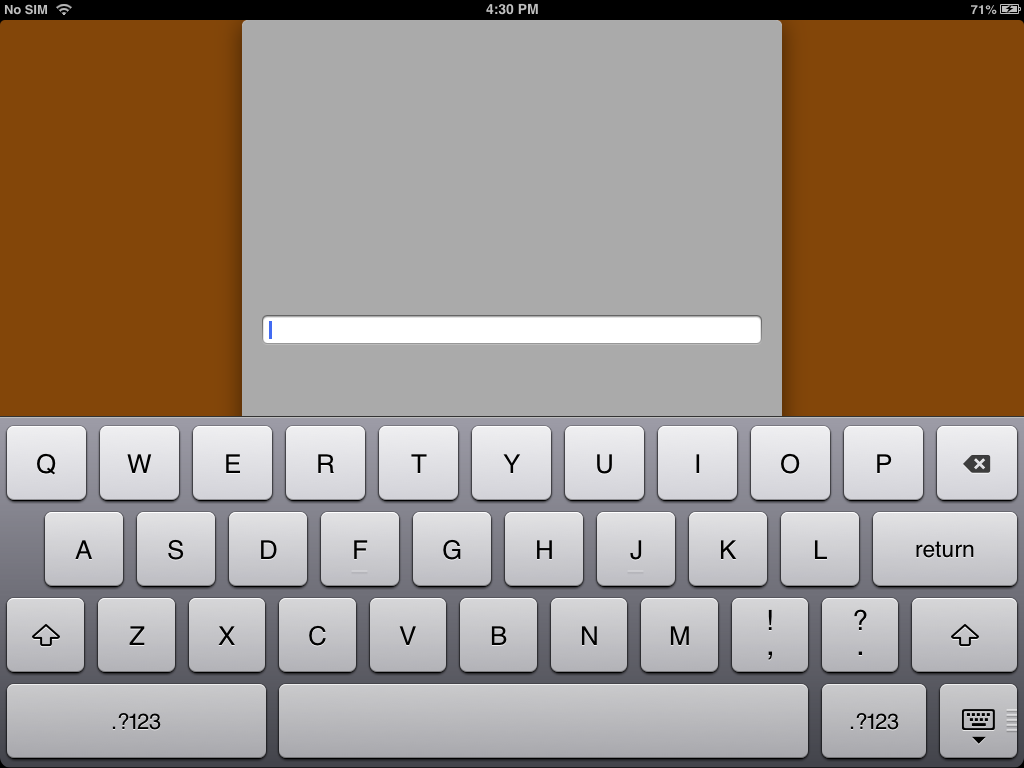 No SIM 4:30 PM 71%
Q W E R T Y U I O P
A S D F G H J K L return
Z X C V B N M ! , ? .
.?123 .?123